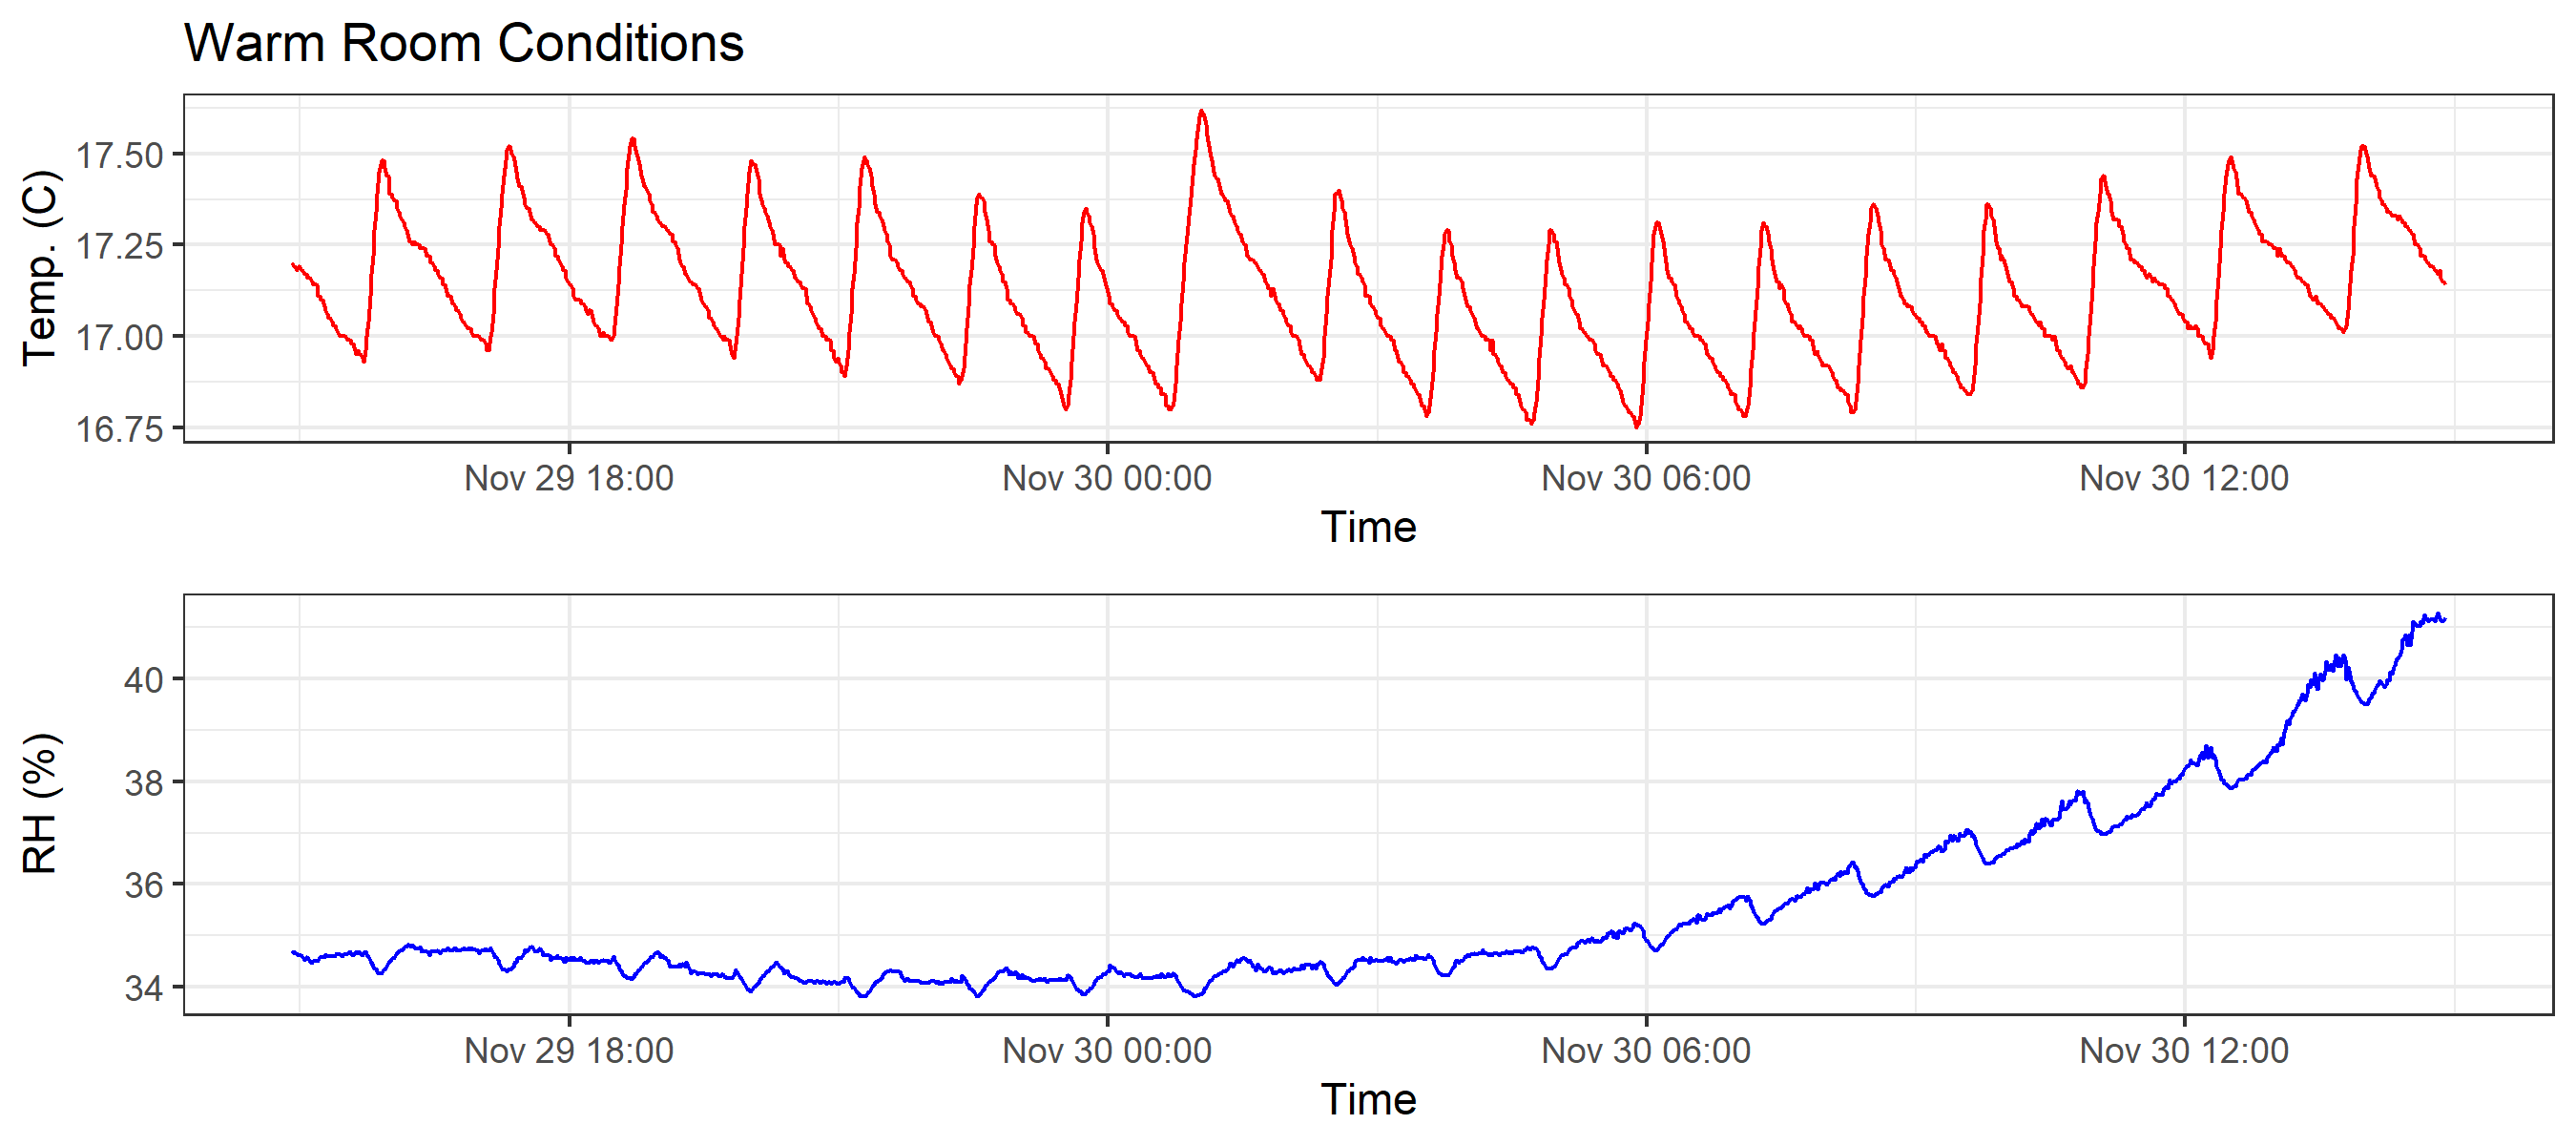 Warm Room Conditions
Temp. (C)
17.50
17.25
17.00
16.75
Nov 29 18:00 Nov 30 00:00 Nov 30 06:00 Nov 30 12:00
Time
RH (%)
40
38
36
34
Nov 29 18:00 Nov 30 00:00 Nov 30 06:00 Nov 30 12:00
Time